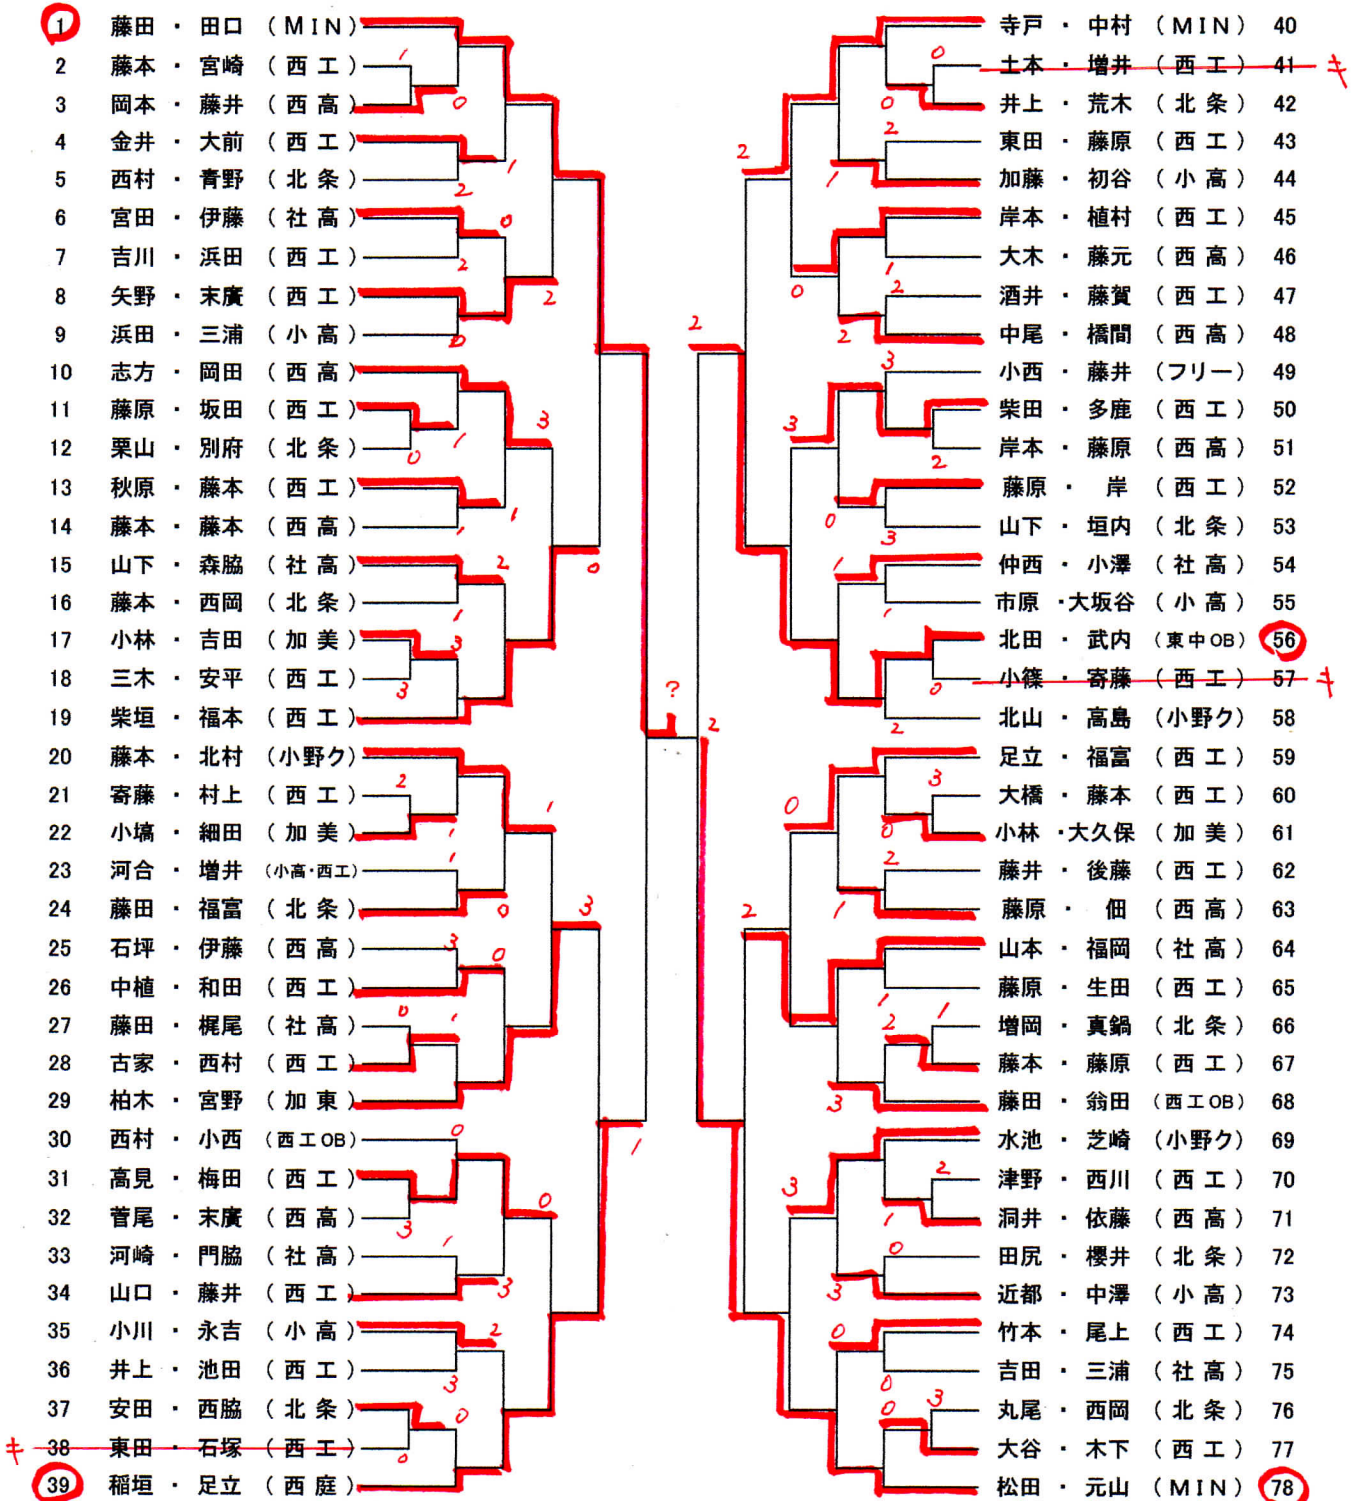 1 藤田 ・ 田口 (MIN)
2 藤本 ・ 宮崎 (西工)
3 岡本 ・ 藤井 (西高)
4 金井 ・ 大前 (西工)
5 西村 ・ 青野 (北条)
6 宮田 ・ 伊藤 (社高)
7 吉川 ・ 浜田 (西工)
8 矢野 ・ 末廣 (西工)
9 浜田 ・ 三浦 (小高)
10 志方 ・ 岡田 (西高)
11 藤原 ・ 坂田 (西工)
12 栗山 ・ 別府 (北条)
13 秋原 ・ 藤本 (西工)
14 藤本 ・ 藤本 (西高)
15 山下 ・ 森脇 (社高)
16 藤本 ・ 西岡 (北条)
17 小林 ・ 吉田 (加美)
18 三木 ・ 安平 (西工)
19 柴垣 ・ 福本 (西工)
20 藤本 ・ 北村 (小野ク)
21 寄藤 ・ 村上 (西工)
22 小塙 ・ 細田 (加美)
23 河合 ・ 増井 (小高・西工)
24 藤田 ・ 福富 (北条)
25 石坪 ・ 伊藤 (西高)
26 中植 ・ 和田 (西工)
27 藤田 ・ 梶尾 (社高)
28 古家 ・ 西村 (西工)
29 柏木 ・ 宮野 (加東)
30 西村 ・ 小西 (西工OB)
31 高見 ・ 梅田 (西工)
32 菅尾 ・ 末廣 (西高)
33 河崎 ・ 門脇 (社高)
34 山口 ・ 藤井 (西工)
35 小川 ・ 永吉 (小高)
36 井上 ・ 池田 (西工)
37 安田 ・ 西脇 (北条)
キ 38 東田 ・ 石塚 (西工)
39 稲垣 ・ 足立 (西庭)
?
寺戸 ・ 中村 (MIN) 40
土本 ・ 増井 (西工) 41 キ
井上 ・ 荒木 (北条) 42
東田 ・ 藤原 (西工) 43
加藤 ・ 初谷 (小高) 44
岸本 ・ 植村 (西工) 45
大木 ・ 藤元 (西高) 46
酒井 ・ 藤賀 (西工) 47
中尾 ・ 橋間 (西高) 48
小西 ・ 藤井 (フリー) 49
柴田 ・ 多鹿 (西工) 50
岸本 ・ 藤原 (西高) 51
藤原 ・ 岸 (西工) 52
山下 ・ 垣内 (北条) 53
仲西 ・ 小澤 (社高) 54
市原 ・大坂谷 (小高) 55
北田 ・ 武内 (東中OB) 56
小篠 ・ 寄藤 (西工) 57 キ
北山 ・ 高島 (小野ク) 58
足立 ・ 福富 (西工) 59
大橋 ・ 藤本 (西工) 60
小林 ・大久保 (加美) 61
藤井 ・ 後藤 (西工) 62
藤原 ・ 佃 (西高) 63
山本 ・ 福岡 (社高) 64
藤原 ・ 生田 (西工) 65
増岡 ・ 真鍋 (北条) 66
藤本 ・ 藤原 (西工) 67
藤田 ・ 翁田 (西工OB) 68
水池 ・ 芝崎 (小野ク) 69
津野 ・ 西川 (西工) 70
洞井 ・ 依藤 (西高) 71
田尻 ・ 櫻井 (北条) 72
近都 ・ 中澤 (小高) 73
竹本 ・ 尾上 (西工) 74
吉田 ・ 三浦 (社高) 75
丸尾 ・ 西岡 (北条) 76
大谷 ・ 木下 (西工) 77
松田 ・ 元山 (MIN) 78